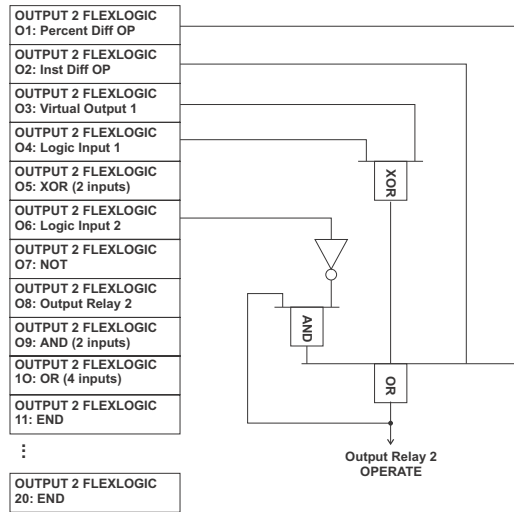 OUTPUT 2 FLEXLOGIC
O1: Percent Diff OP
OUTPUT 2 FLEXLOGIC
O2: Inst Diff OP
OUTPUT 2 FLEXLOGIC
O3: Virtual Output 1
OUTPUT 2 FLEXLOGIC
O4: Logic Input 1
OUTPUT 2 FLEXLOGIC
O5: XOR (2 inputs)
OUTPUT 2 FLEXLOGIC
O6: Logic Input 2
OUTPUT 2 FLEXLOGIC
O7: NOT
OUTPUT 2 FLEXLOGIC
O8: Output Relay 2
OUTPUT 2 FLEXLOGIC
O9: AND (2 inputs)
OUTPUT 2 FLEXLOGIC
1O: OR (4 inputs)
OUTPUT 2 FLEXLOGIC
11: END
OUTPUT 2 FLEXLOGIC
20: END
XOR
AND
OR
Output Relay 2
OPERATE